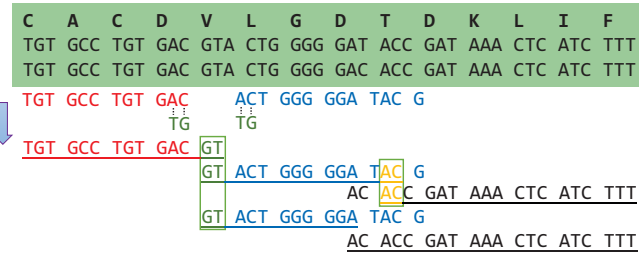 C A C D V L G D T D K L I F
TGT GCC TGT GAC GTA CTG GGG GAT ACC GAT AAA CTC ATC TTT
TGT GCC TGT GAC GTA CTG GGG GAC ACC GAT AAA CTC ATC TTT
TGT GCC TGT GAC ACT GGG GGA TAC G
TG TG
TGT GCC TGT GAC GT
GT ACT GGG GGA TAC G
AC ACC GAT AAA CTC ATC TTT
GT ACT GGG GGA TAC G
AC ACC GAT AAA CTC ATC TTT